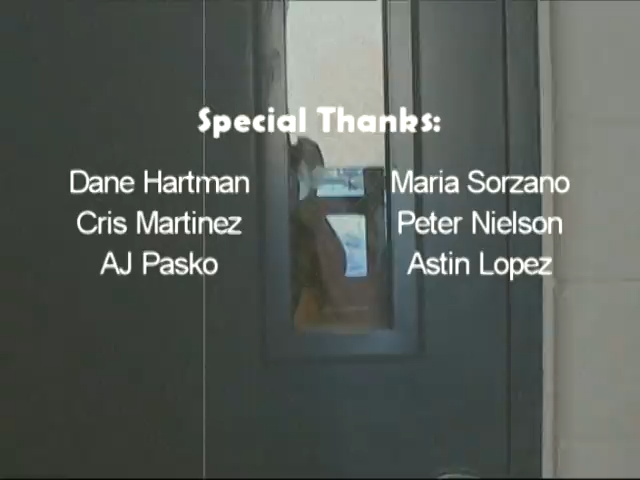 Special Thanks:
Dane Hartman
Maria Sorzano
Cris Martinez
Peter Nielson
AJ Pasko
Astin Lopez